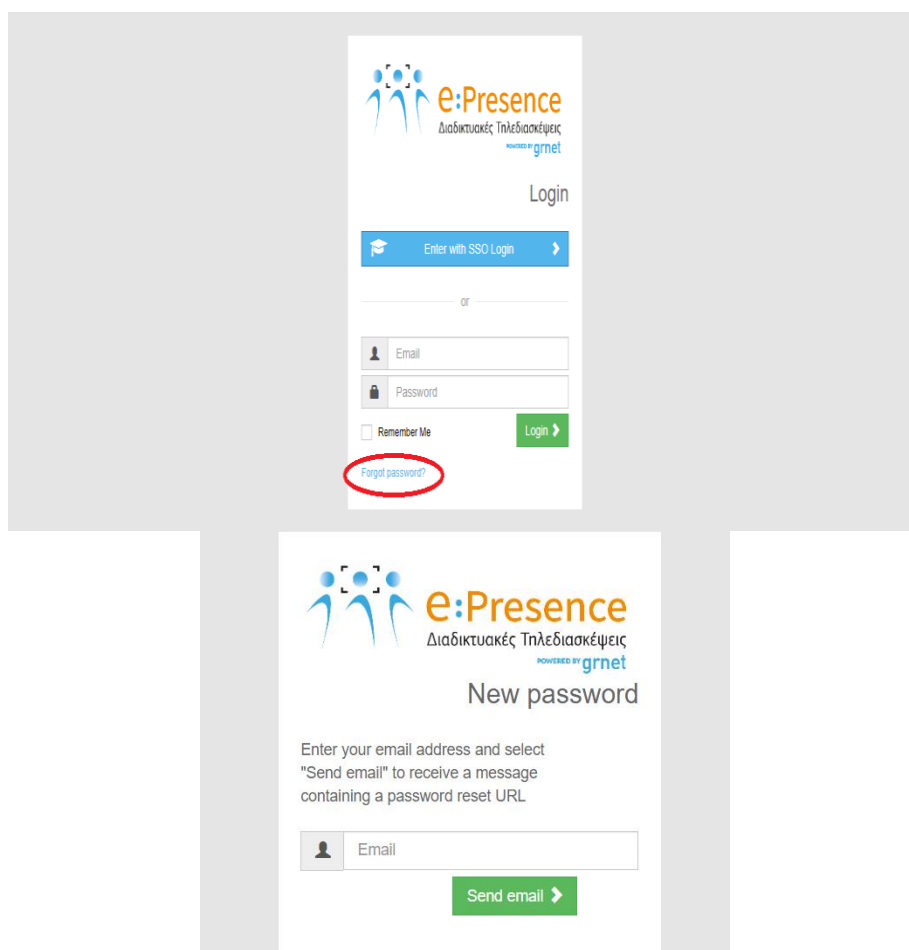 e:Presence
Διαδικτυακές Τηλεδιασκέψεις
POWERED BY grnet
Login
Enter with SSO Login
or
Email
Password
Remember Me
Login
Forgot password?
e:Presence
Διαδικτυακές Τηλεδιασκέψεις
POWERED BY grnet
New password
Enter your email address and select
"Send email" to receive a message
containing a password reset URL
Email
Send email